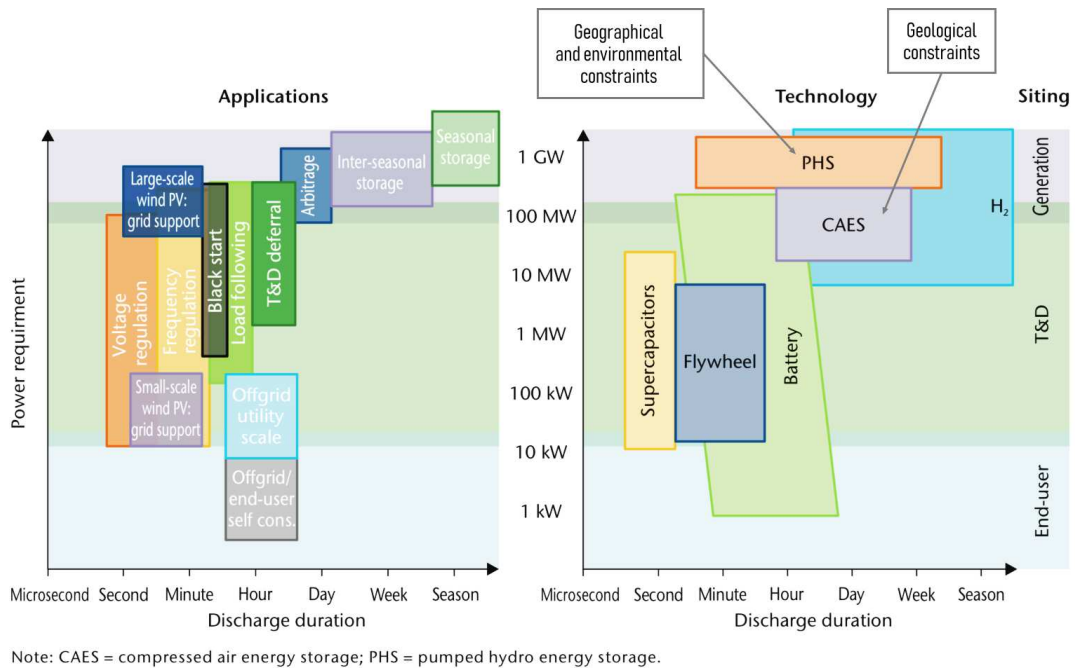 Geographical
and environmental
constraints
Geological
constraints
Applications
Technology
Siting
Power requirment
Large-scale
wind PV:
grid support
Voltage
regulation
Frequency
regulation
Small-scale
wind PV:
grid support
Black start
Load following
T&D deferral
Arbitrage
Inter-seasonal
storage
Seasonal
storage
Offgrid
utility
scale
Offgrid/
end-user
self cons.
1 GW
100 MW
10 MW
1 MW
100 kW
10 kW
1 kW
PHS
CAES
H₂
Supercapacitors
Flywheel
Battery
Generation
T&D
End-user
Microsecond Second Minute Hour Day Week Season
Discharge duration
Microsecond Second Minute Hour Day Week Season
Discharge duration
Note: CAES = compressed air energy storage; PHS = pumped hydro energy storage.